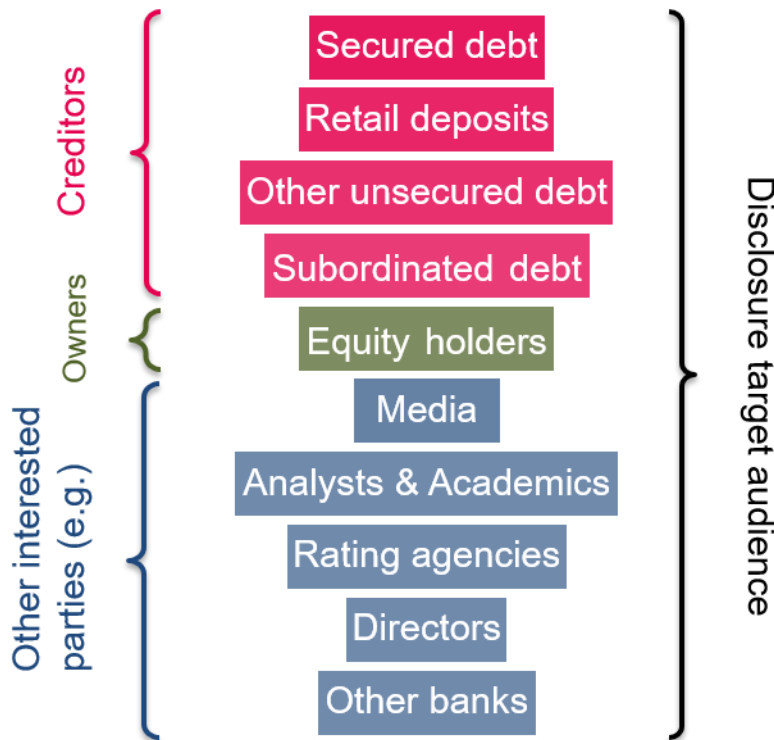 Creditors
Secured debt
Retail deposits
Other unsecured debt
Subordinated debt
Owners
Equity holders
Other interested
parties (e.g.)
Media
Analysts & Academics
Rating agencies
Directors
Other banks
Disclosure target audience